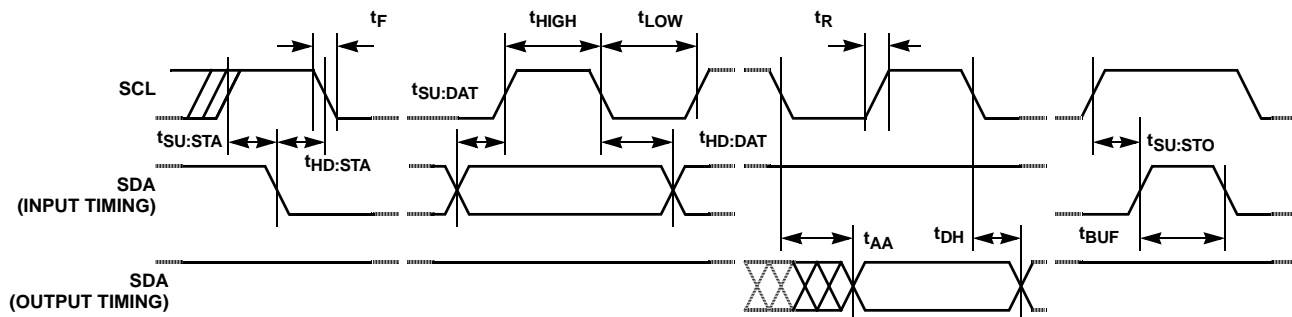 tF
tHIGH
tLOW
tR
SCL
tSU:DAT
tSU:STA
tHD:STA
tHD:DAT
tSU:STO
SDA
(INPUT TIMING)
tAA
tDH
tBUF
SDA
(OUTPUT TIMING)